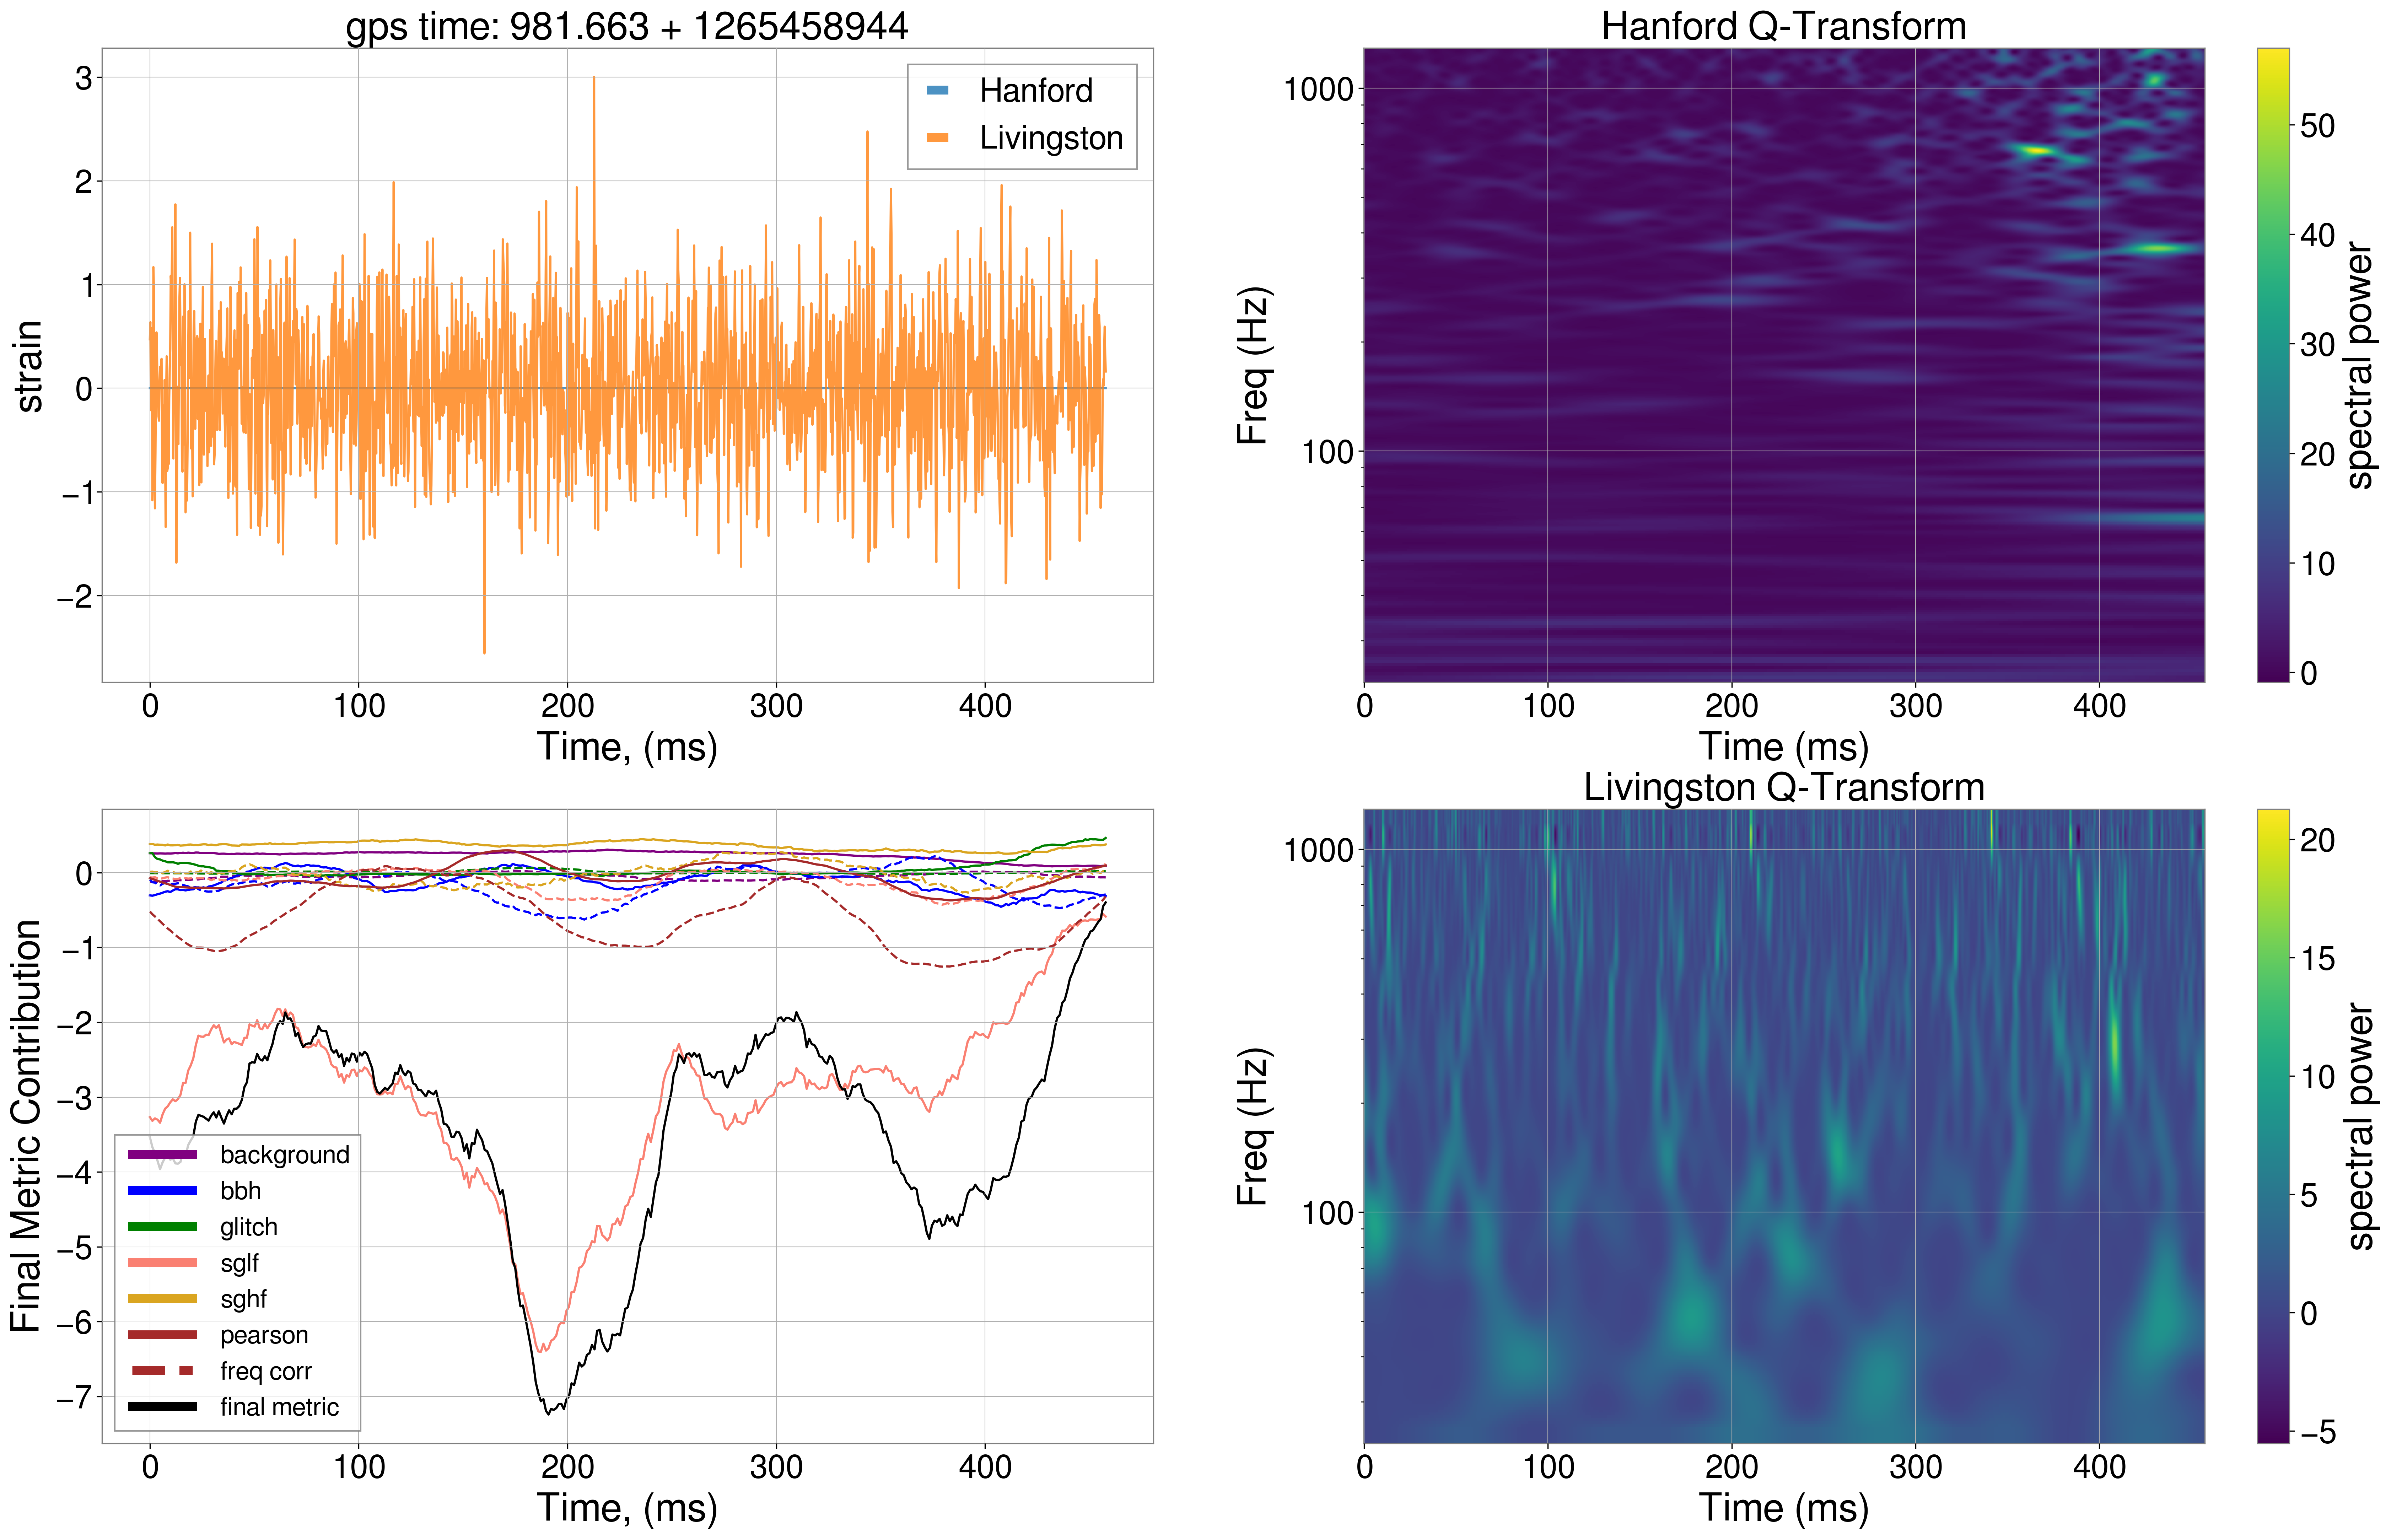 gps time: 981.663 + 1265458944
strain
3
2
1
0
−1
−2
Hanford
Livingston
0 100 200 300 400
Time, (ms)
Hanford Q-Transform
Freq (Hz)
1000
100
0 100 200 300 400
Time (ms)
50
40
30
20
10
0
spectral power
Final Metric Contribution
0
−1
−2
−3
−4
−5
−6
−7
background
bbh
glitch
sglf
sghf
pearson
freq corr
final metric
0 100 200 300 400
Time, (ms)
Livingston Q-Transform
Freq (Hz)
1000
100
0 100 200 300 400
Time (ms)
20
15
10
5
0
−5
spectral power